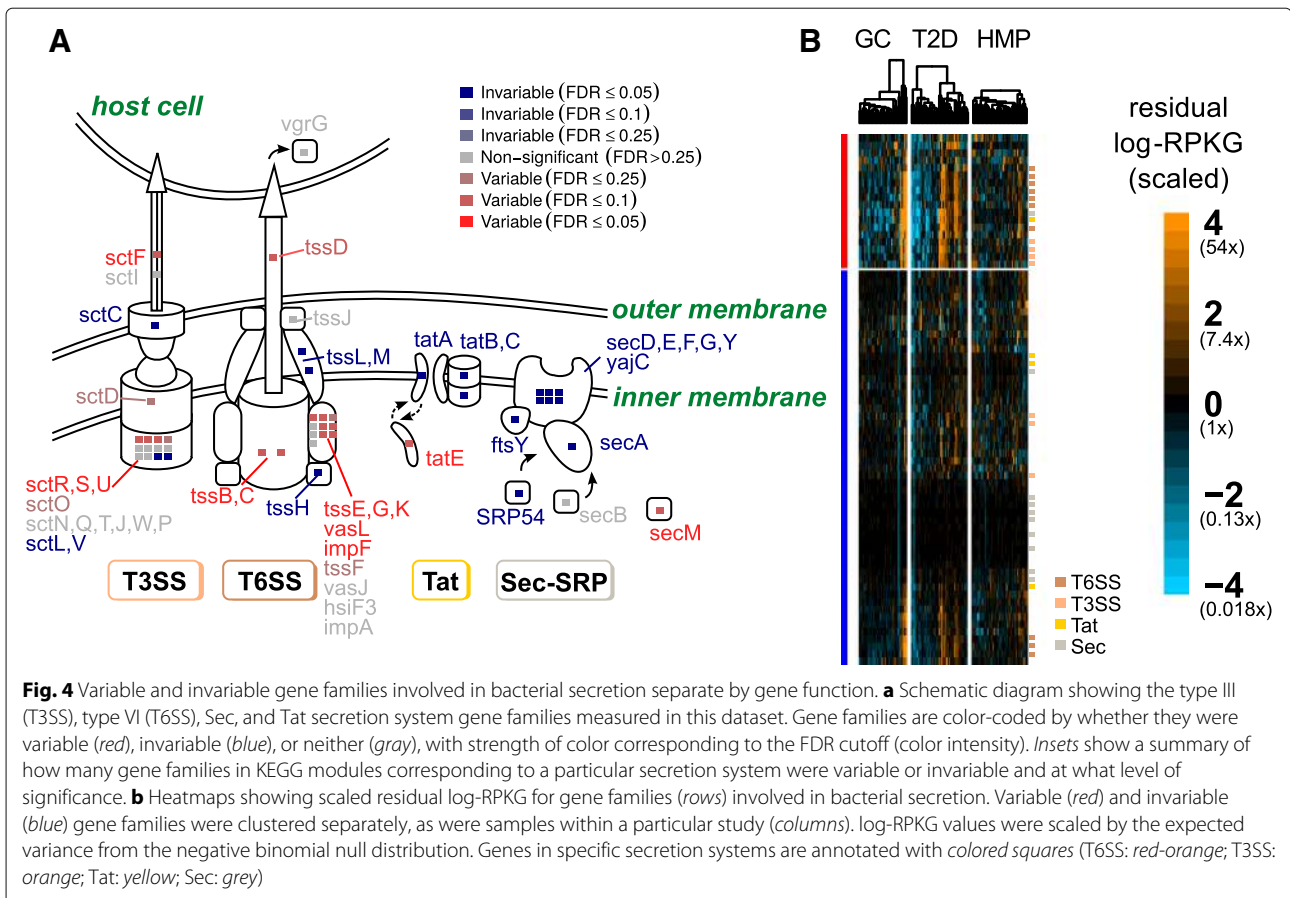 A
host cell
vgrG
Invariable (FDR ≤ 0.05)
Invariable (FDR ≤ 0.1)
Invariable (FDR ≤ 0.25)
Non-significant (FDR>0.25)
Variable (FDR ≤ 0.25)
Variable (FDR ≤ 0.1)
Variable (FDR ≤ 0.05)
sctF
sctI
tssD
sctC
tssJ
outer membrane
tssL,M
tatA
tatB,C
secD,E,F,G,Y
yajC
sctD
inner membrane
ftsY
secA
tatE
sctR,S,U
sctO
sctN,Q,T,J,W,P
sctL,V
tssB,C
tssH
tssE,G,K
vasL
impF
tssF
vasJ
hsiF3
impA
SRP54
secB
secM
T3SS
T6SS
Tat
Sec-SRP
B
GC T2D HMP
residual
log-RPKG
(scaled)
4
(54x)
2
(7.4x)
0
(1x)
−2
(0.13x)
−4
(0.018x)
T6SS
T3SS
Tat
Sec
Fig. 4 Variable and invariable gene families involved in bacterial secretion separate by gene function. a Schematic diagram showing the type III
(T3SS), type VI (T6SS), Sec, and Tat secretion system gene families measured in this dataset. Gene families are color-coded by whether they were
variable (red), invariable (blue), or neither (gray), with strength of color corresponding to the FDR cutoff (color intensity). Insets show a summary of
how many gene families in KEGG modules corresponding to a particular secretion system were variable or invariable and at what level of
significance. b Heatmaps showing scaled residual log-RPKG for gene families (rows) involved in bacterial secretion. Variable (red) and invariable
(blue) gene families were clustered separately, as were samples within a particular study (columns). log-RPKG values were scaled by the expected
variance from the negative binomial null distribution. Genes in specific secretion systems are annotated with colored squares (T6SS: red-orange; T3SS:
orange; Tat: yellow; Sec: grey)